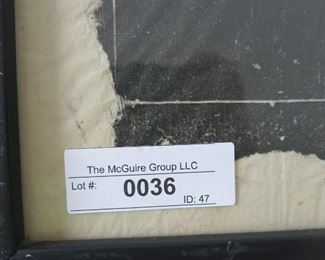 The McGuire Group LLC
Lot #: 0036
ID: 47